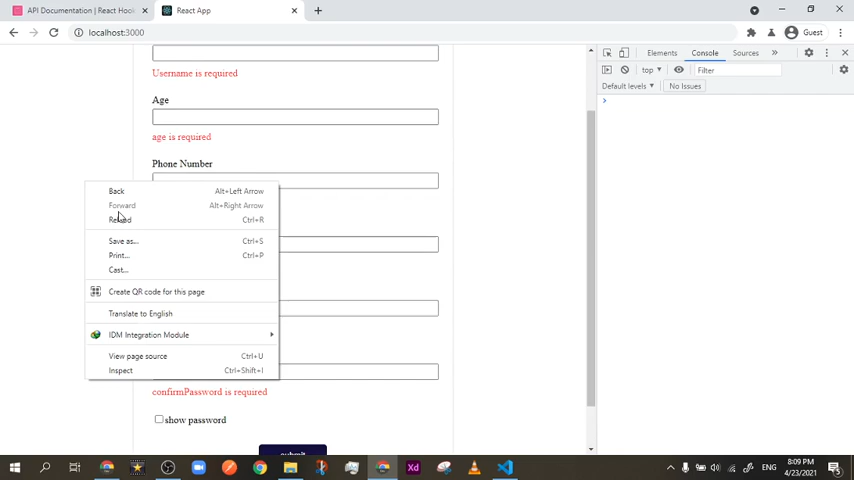 API Documentation | React Hook
React App
localhost:3000
Guest
Elements
Console
Sources
top
Filter
Default levels
No Issues
Username is required
Age
age is required
Phone Number
Back Alt+Left Arrow
Forward Alt+Right Arrow
Reload Ctrl+R
Save as... Ctrl+S
Print... Ctrl+P
Cast...
Create QR code for this page
Translate to English
IDM Integration Module
View page source Ctrl+U
Inspect Ctrl+Shift+I
confirmPassword is required
show password
submit
Xd
ENG
8:09 PM
4/23/2021